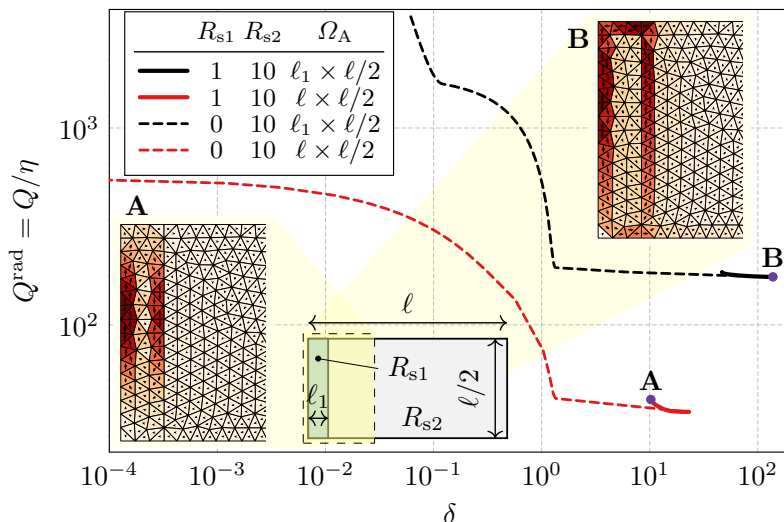 R_s1 R_s2 Ω_A
1 10 ℓ_1 × ℓ/2
1 10 ℓ × ℓ/2
0 10 ℓ_1 × ℓ/2
0 10 ℓ × ℓ/2
B
A
B
A
ℓ
R_s1
ℓ_1
R_s2
ℓ/2
10^3
10^2
Q^rad = Q/η
10^−4 10^−3 10^−2 10^−1 10^0 10^1 10^2
δ